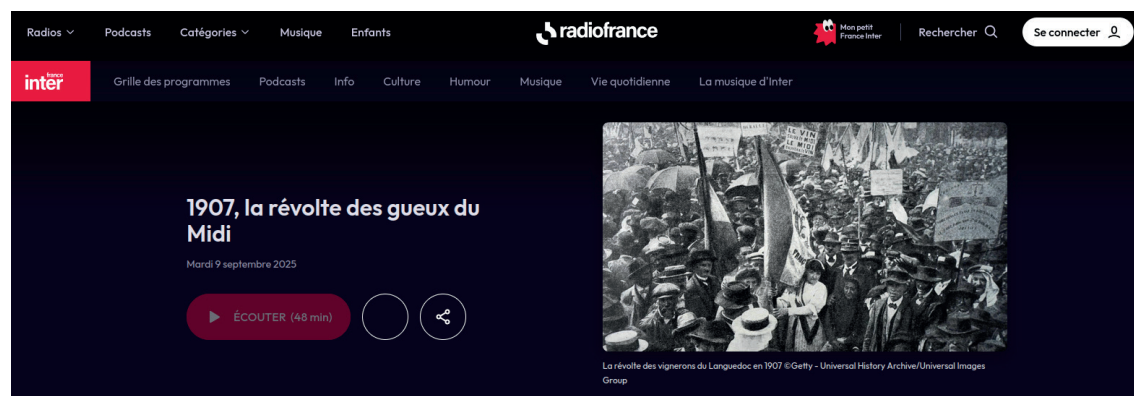 Radios Podcasts Catégories Musique Enfants radiofrance Mon petit France Inter Rechercher Se connecter
france
inter Grille des programmes Podcasts Info Culture Humour Musique Vie quotidienne La musique d'Inter
LE VIN
LE MIDI
1907, la révolte des gueux du
Midi
Mardi 9 septembre 2025
ÉCOUTER (48 min)
La révolte des vignerons du Languedoc en 1907 ©Getty - Universal History Archive/Universal Images
Group